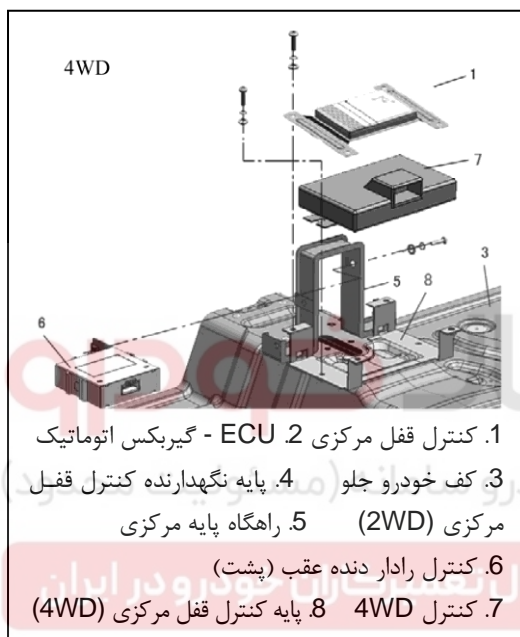 4WD
1
7
3
5
8
6
1. کنترل قفل مرکزی 2. ECU - گیربکس اتوماتیک
3. کف خودرو جلو 4. پایه نگهدارنده کنترل قفـل
مرکزی (2WD) 5. راهگاه پایه مرکزی
6. کنترل رادار دنده عقب (پشت)
7. کنترل 4WD 8. پایه کنترل قفل مرکزی (4WD)